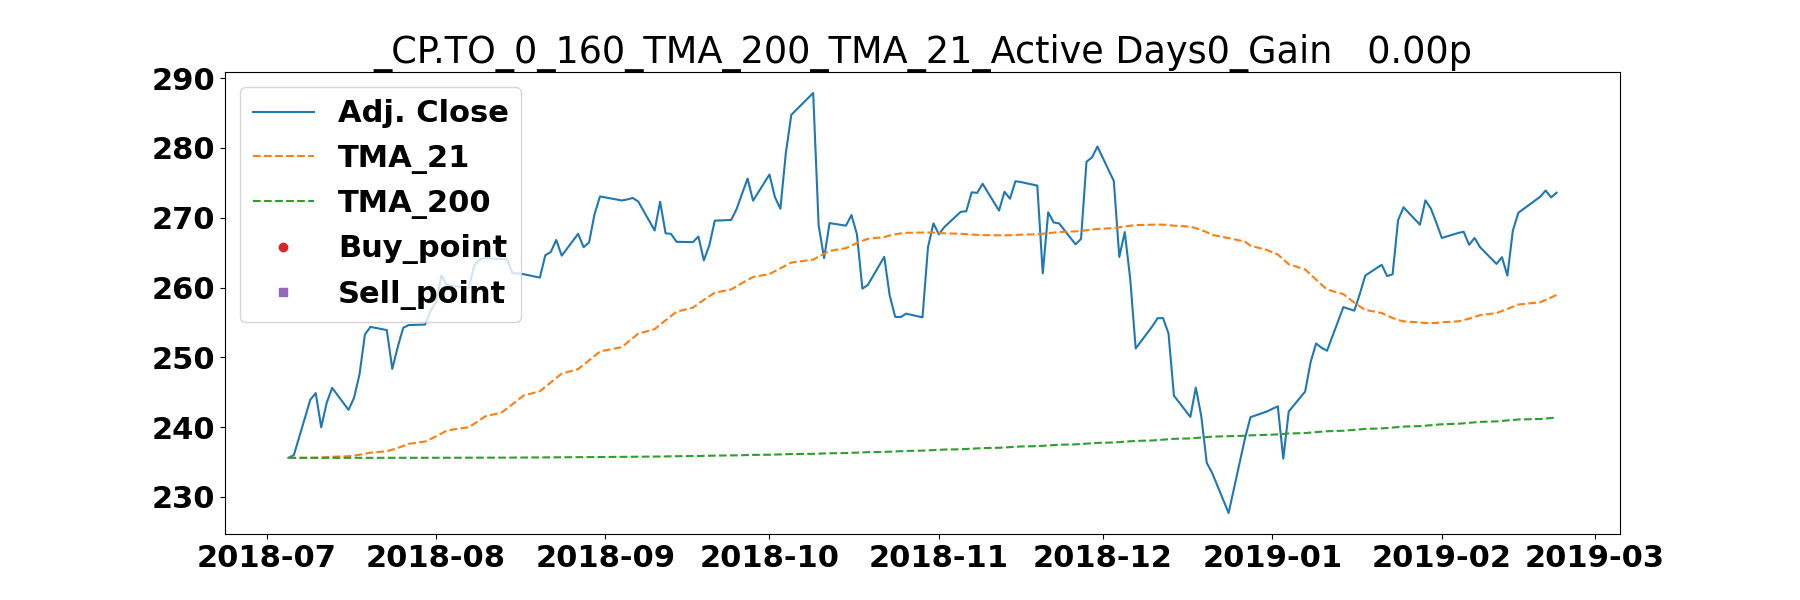 _CP.TO_0_160_TMA_200_TMA_21_Active Days0_Gain   0.00p
290
280
270
260
250
240
230
Adj. Close
TMA_21
TMA_200
Buy_point
Sell_point
2018-07 2018-08 2018-09 2018-10 2018-11 2018-12 2019-01 2019-02 2019-03